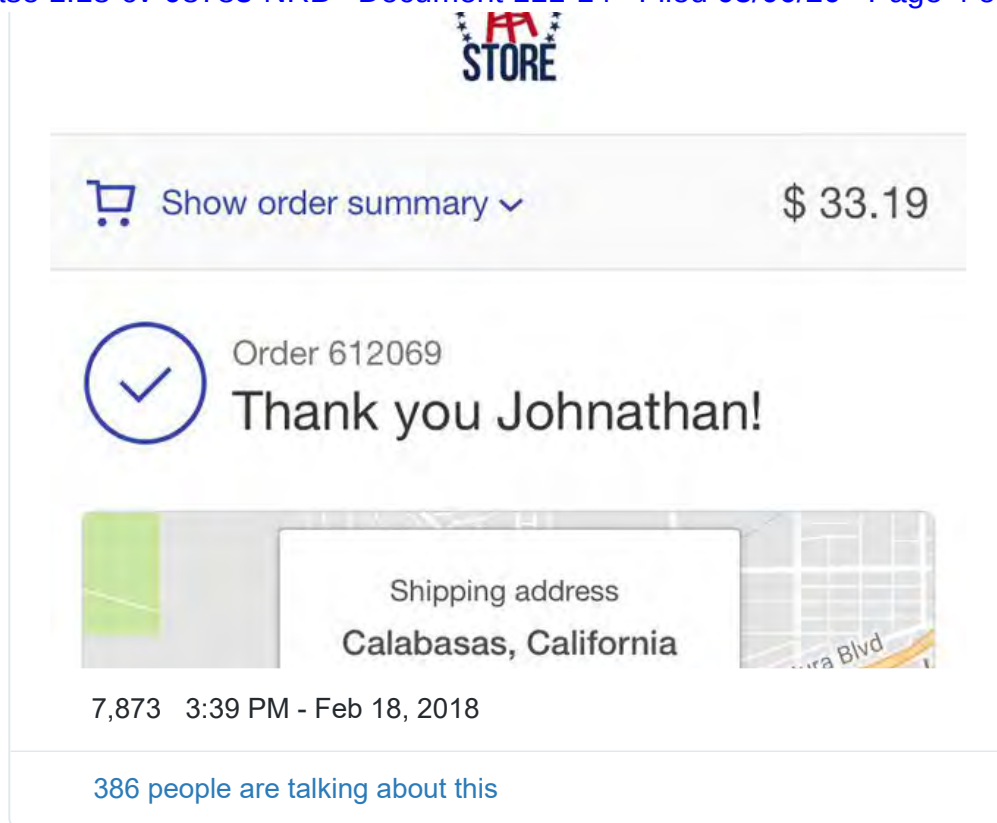 STORE
Show order summary
$ 33.19
Order 612069
Thank you Johnathan!
Shipping address
Calabasas, California
Blvd
7,873 3:39 PM - Feb 18, 2018
386 people are talking about this